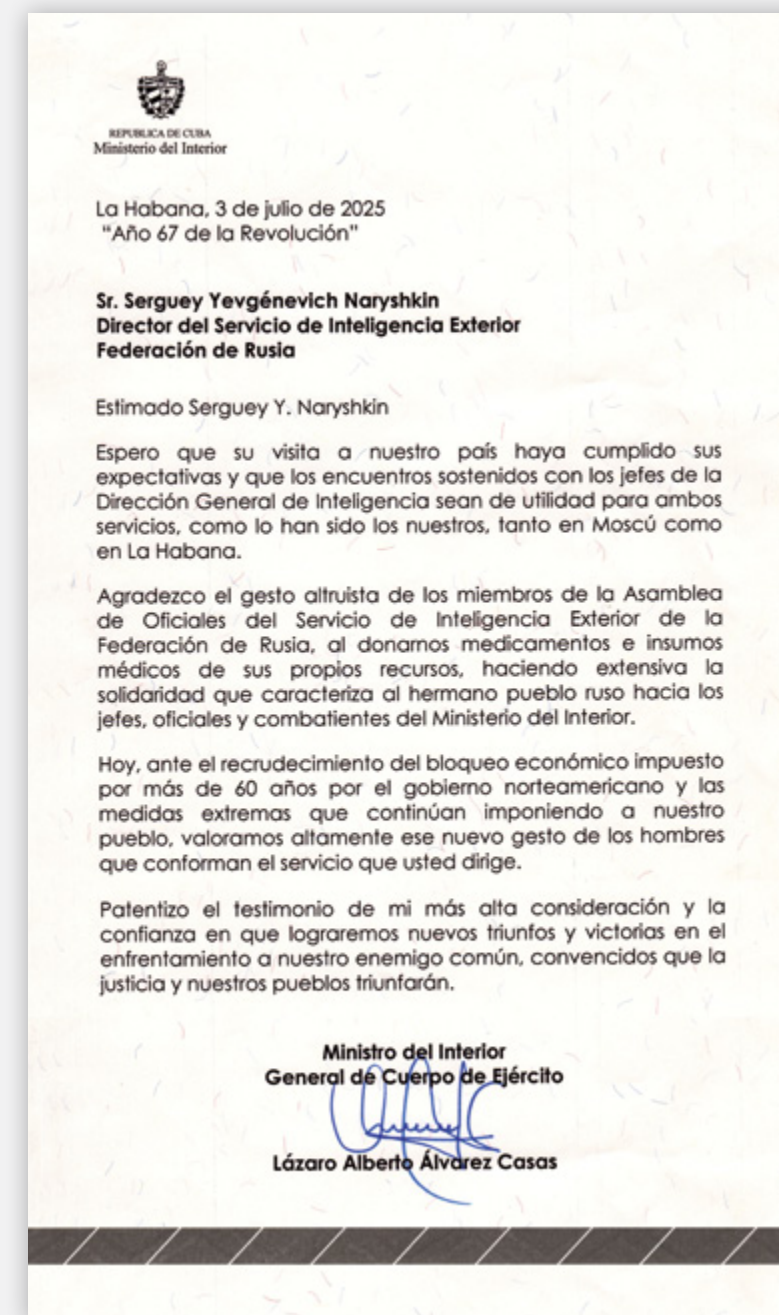 REPUBLICA DE CUBA
Ministerio del Interior
La Habana, 3 de julio de 2025
“Año 67 de la Revolución”
Sr. Serguey Yevgénevich Naryshkin
Director del Servicio de Inteligencia Exterior
Federación de Rusia
Estimado Serguey Y. Naryshkin
Espero que su visita a nuestro país haya cumplido sus
expectativas y que los encuentros sostenidos con los jefes de la
Dirección General de Inteligencia sean de utilidad para ambos
servicios, como lo han sido los nuestros, tanto en Moscú como
en La Habana.
Agradezco el gesto altruista de los miembros de la Asamblea
de Oficiales del Servicio de Inteligencia Exterior de la
Federación de Rusia, al donarnos medicamentos e insumos
médicos de sus propios recursos, haciendo extensiva la
solidaridad que caracteriza al hermano pueblo ruso hacia los
jefes, oficiales y combatientes del Ministerio del Interior.
Hoy, ante el recrudecimiento del bloqueo económico impuesto
por más de 60 años por el gobierno norteamericano y las
medidas extremas que continúan imponiendo a nuestro
pueblo, valoramos altamente ese nuevo gesto de los hombres
que conforman el servicio que usted dirige.
Patentizo el testimonio de mi más alta consideración y la
confianza en que lograremos nuevos triunfos y victorias en el
enfrentamiento a nuestro enemigo común, convencidos que la
justicia y nuestros pueblos triunfarán.
Ministro del Interior
General de Cuerpo de Ejército
Lázaro Alberto Álvarez Casas